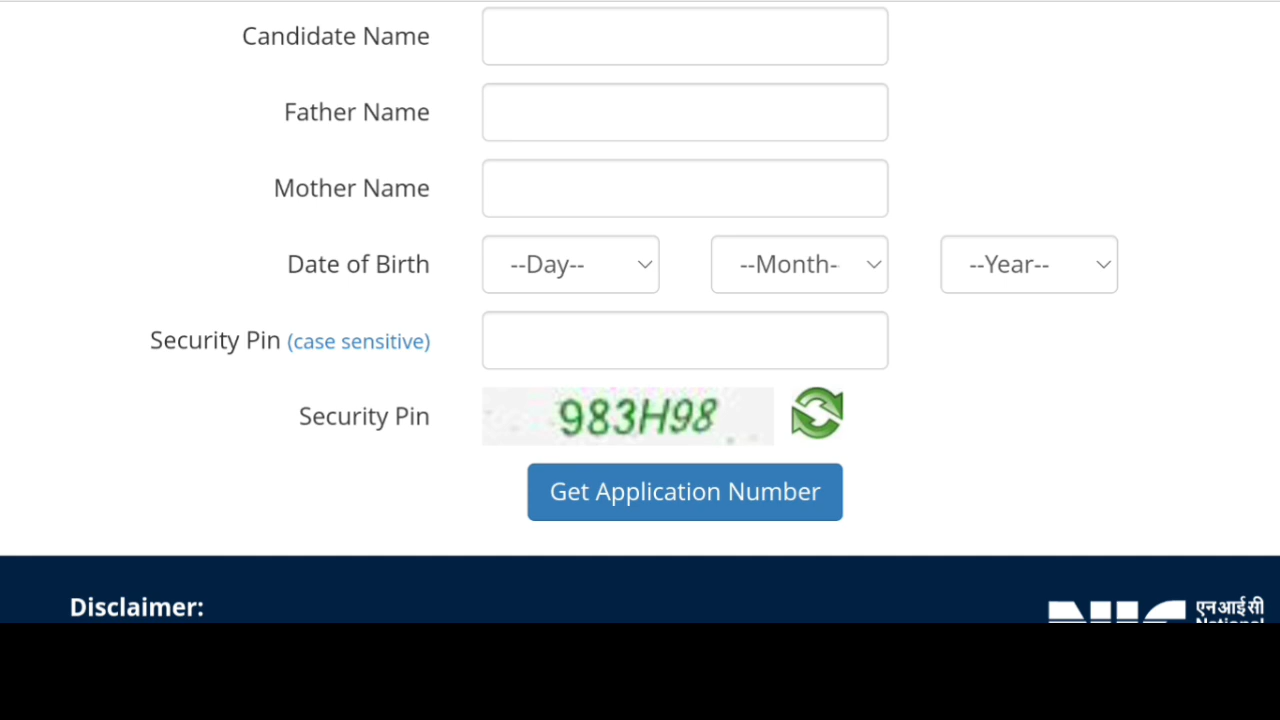 Candidate Name
Father Name
Mother Name
Date of Birth --Day-- --Month- --Year--
Security Pin (case sensitive)
Security Pin 983H98
Get Application Number
Disclaimer:
एनआईसी
National